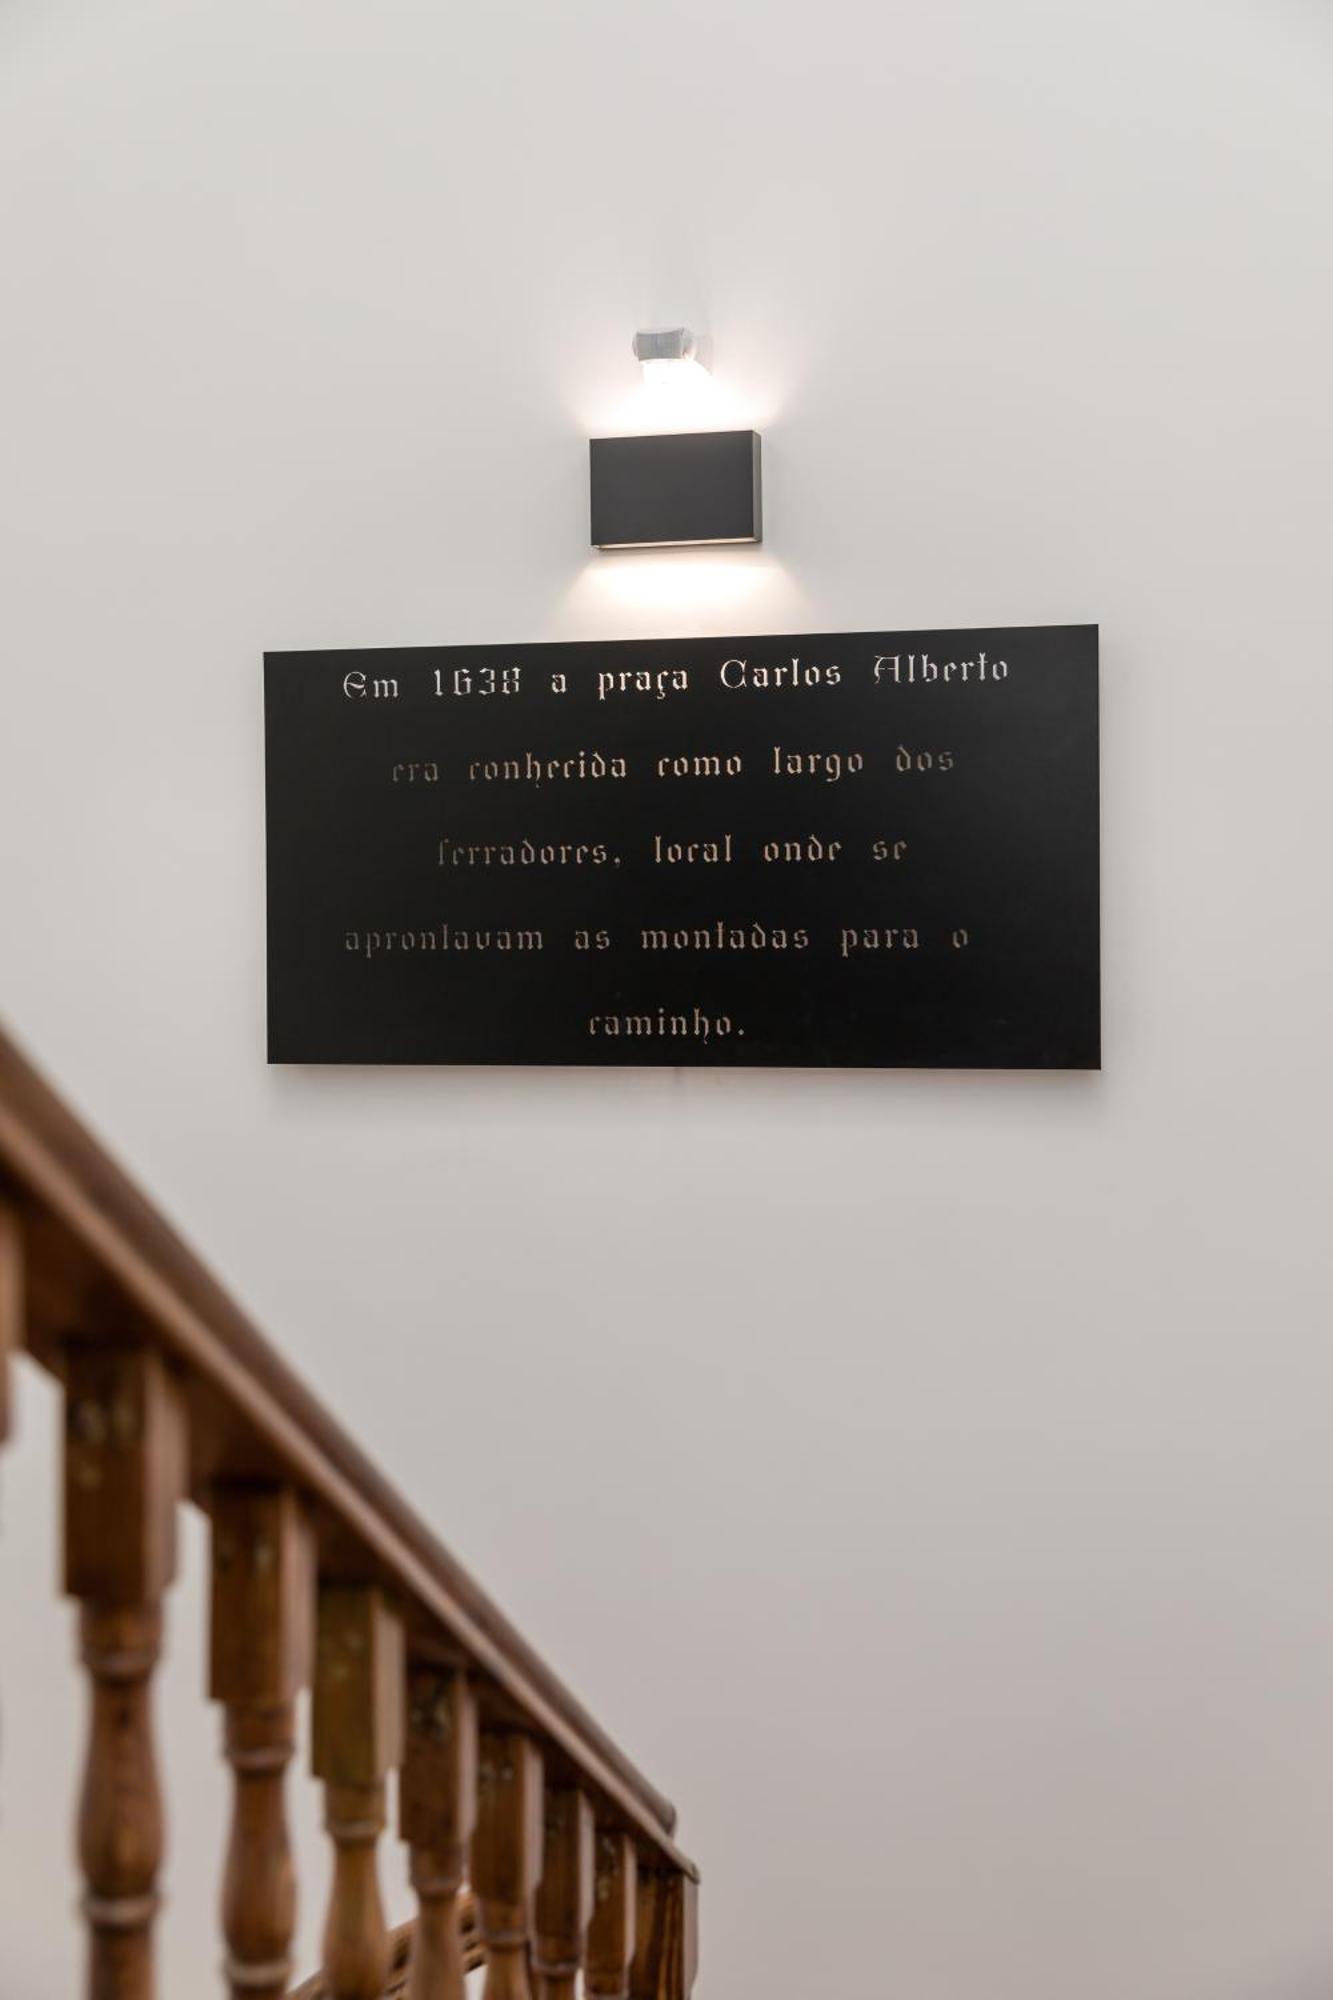 Em 1638 a praça Carlos Alberto
era conhecida como largo dos
ferradores, local onde se
aprontavam as montadas para o
caminho.